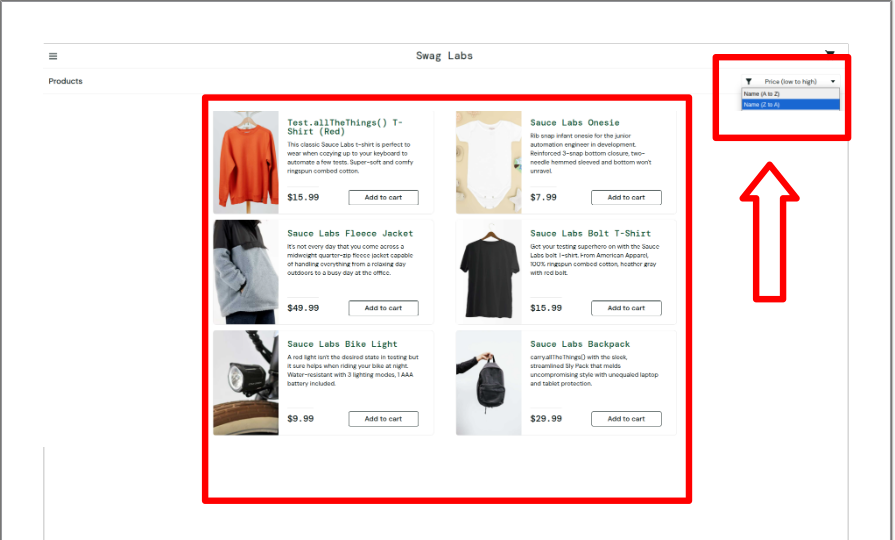 Swag Labs
Products
Price (low to high)
Name (A to Z)
Name (Z to A)
Test.allTheThings() T-
Shirt (Red)
This classic Sauce Labs t-shirt is perfect to
wear when cozying up to your keyboard to
automate a few tests. Super-soft and comfy
ringspun combed cotton.
$15.99
Add to cart
Sauce Labs Onesie
Rib snap infant onesie for the junior
automation engineer in development.
Reinforced 3-snap bottom closure, two-
needle hemmed sleeved and bottom won't
unravel.
$7.99
Add to cart
Sauce Labs Fleece Jacket
It's not every day that you come across a
midweight quarter-zip fleece jacket capable
of handling everything from a relaxing day
outdoors to a busy day at the office.
$49.99
Add to cart
Sauce Labs Bolt T-Shirt
Get your testing superhero on with the Sauce
Labs bolt T-shirt. From American Apparel,
100% ringspun combed cotton, heather gray
with red bolt.
$15.99
Add to cart
Sauce Labs Bike Light
A red light isn't the desired state in testing but
it sure helps when riding your bike at night.
Water-resistant with 3 lighting modes, 1 AAA
battery included.
$9.99
Add to cart
Sauce Labs Backpack
carry.allTheThings() with the sleek,
streamlined Sly Pack that melds
uncompromising style with unequaled laptop
and tablet protection.
$29.99
Add to cart